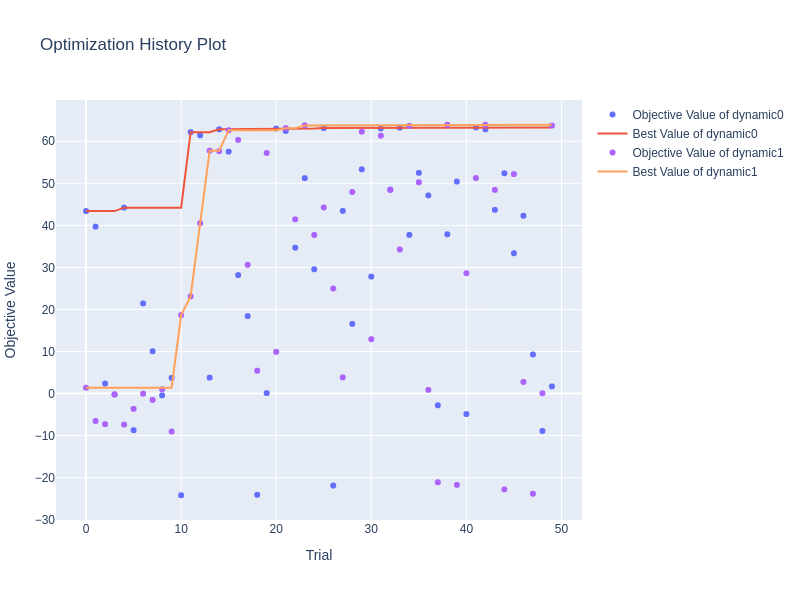 Optimization History Plot
Objective Value
60
50
40
30
20
10
0
−10
−20
−30
0
10
20
30
40
50
Trial
Objective Value of dynamic0
Best Value of dynamic0
Objective Value of dynamic1
Best Value of dynamic1